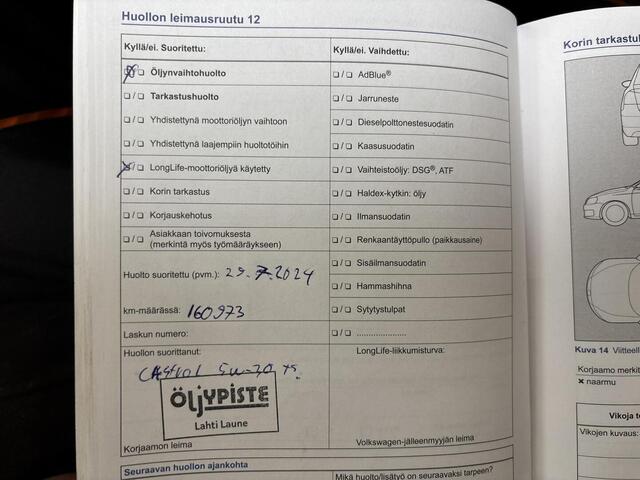 Huollon leimausruutu 12
Kyllä/ei. Suoritettu:
Öljynvaihtohuolto
Tarkastushuolto
Yhdistettynä moottoriöljyn vaihtoon
Yhdistettynä laajempiin huoltotöihin
LongLife-moottoriöljyä käytetty
Korin tarkastus
Korjauskehotus
Asiakkaan toivomuksesta
(merkintä myös työmääräykseen)
Huolto suoritettu (pvm.): 29.7.2024
km-määrässä: 160973
Laskun numero:
Huollon suorittanut:
Castrol 5W-30
ÖLJYPISTE
Lahti Laune
Korjaamon leima
Seuraavan huollon ajankohta
Kyllä/ei. Vaihdettu:
AdBlue®
Jarruneste
Dieselpolttonestesuodatin
Kaasusuodatin
Vaihteistoöljy: DSG®, ATF
Haldex-kytkin: öljy
Ilmansuodatin
Renkaantäyttöpullo (paikkausaine)
Sisäilmansuodatin
Hammashihna
Sytytystulpat
.....................
LongLife-liikkumisturva:
Volkswagen-jälleenmyyjän leima
Mikä huolto/lisätyö on seuraavaksi tarpeen?
Korin tarkastu
Kuva 14 Viitteell
Korjaamo merkit
× naarmu
Vikoja to
Vikojen kuvaus: